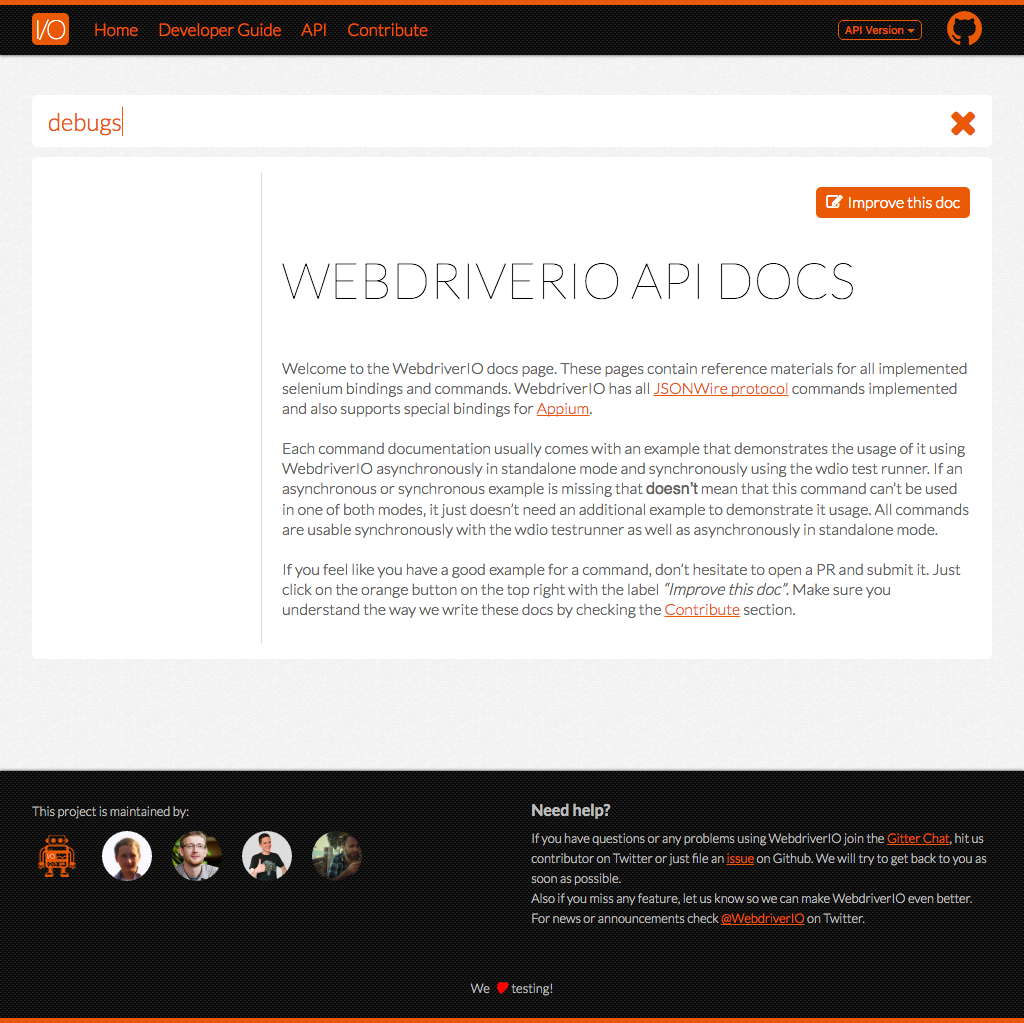 I/O Home Developer Guide API Contribute API Version
debugs
Improve this doc
WEBDRIVERIO API DOCS
Welcome to the WebdriverIO docs page. These pages contain reference materials for all implemented
selenium bindings and commands. WebdriverIO has all JSONWire protocol commands implemented
and also supports special bindings for Appium.
Each command documentation usually comes with an example that demonstrates the usage of it using
WebdriverIO asynchronously in standalone mode and synchronously using the wdio test runner. If an
asynchronous or synchronous example is missing that doesn't mean that this command can't be used
in one of both modes, it just doesn't need an additional example to demonstrate it usage. All commands
are usable synchronously with the wdio testrunner as well as asynchronously in standalone mode.
If you feel like you have a good example for a command, don't hesitate to open a PR and submit it. Just
click on the orange button on the top right with the label “Improve this doc”. Make sure you
understand the way we write these docs by checking the Contribute section.
This project is maintained by:
Need help?
If you have questions or any problems using WebdriverIO join the Gitter Chat, hit us
contributor on Twitter or just file an issue on Github. We will try to get back to you as
soon as possible.
Also if you miss any feature, let us know so we can make WebdriverIO even better.
For news or announcements check @WebdriverIO on Twitter.
We ♥ testing!